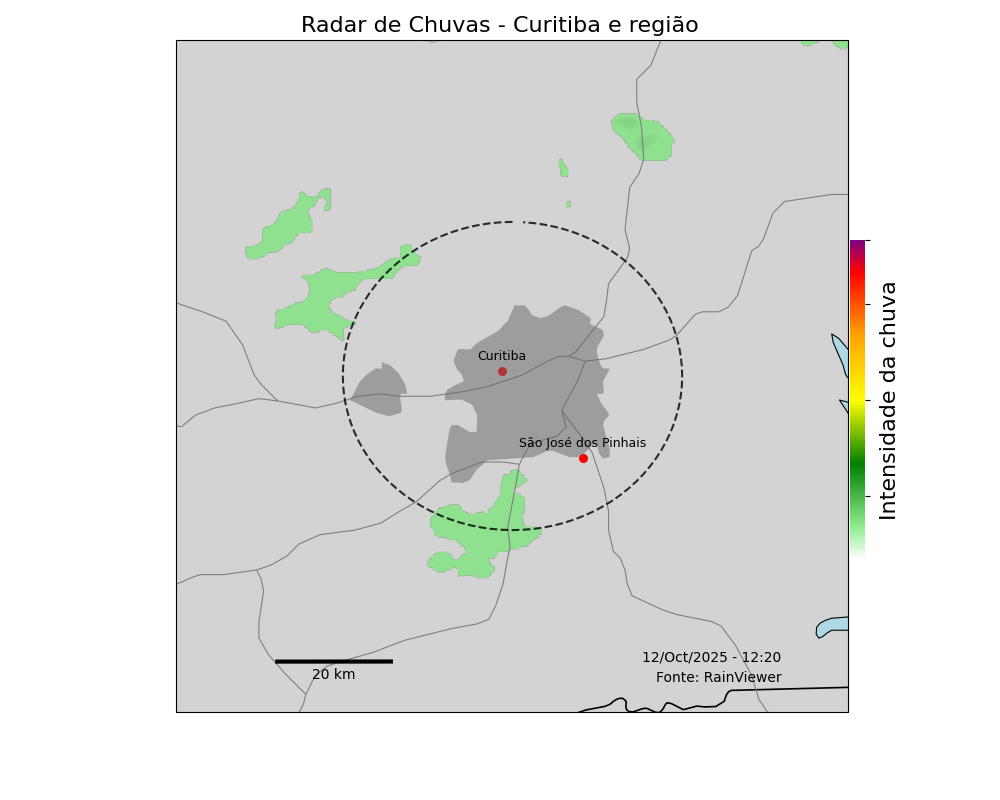 Radar de Chuvas - Curitiba e região
Curitiba
São José dos Pinhais
Intensidade da chuva
12/Oct/2025 - 12:20
Fonte: RainViewer
20 km